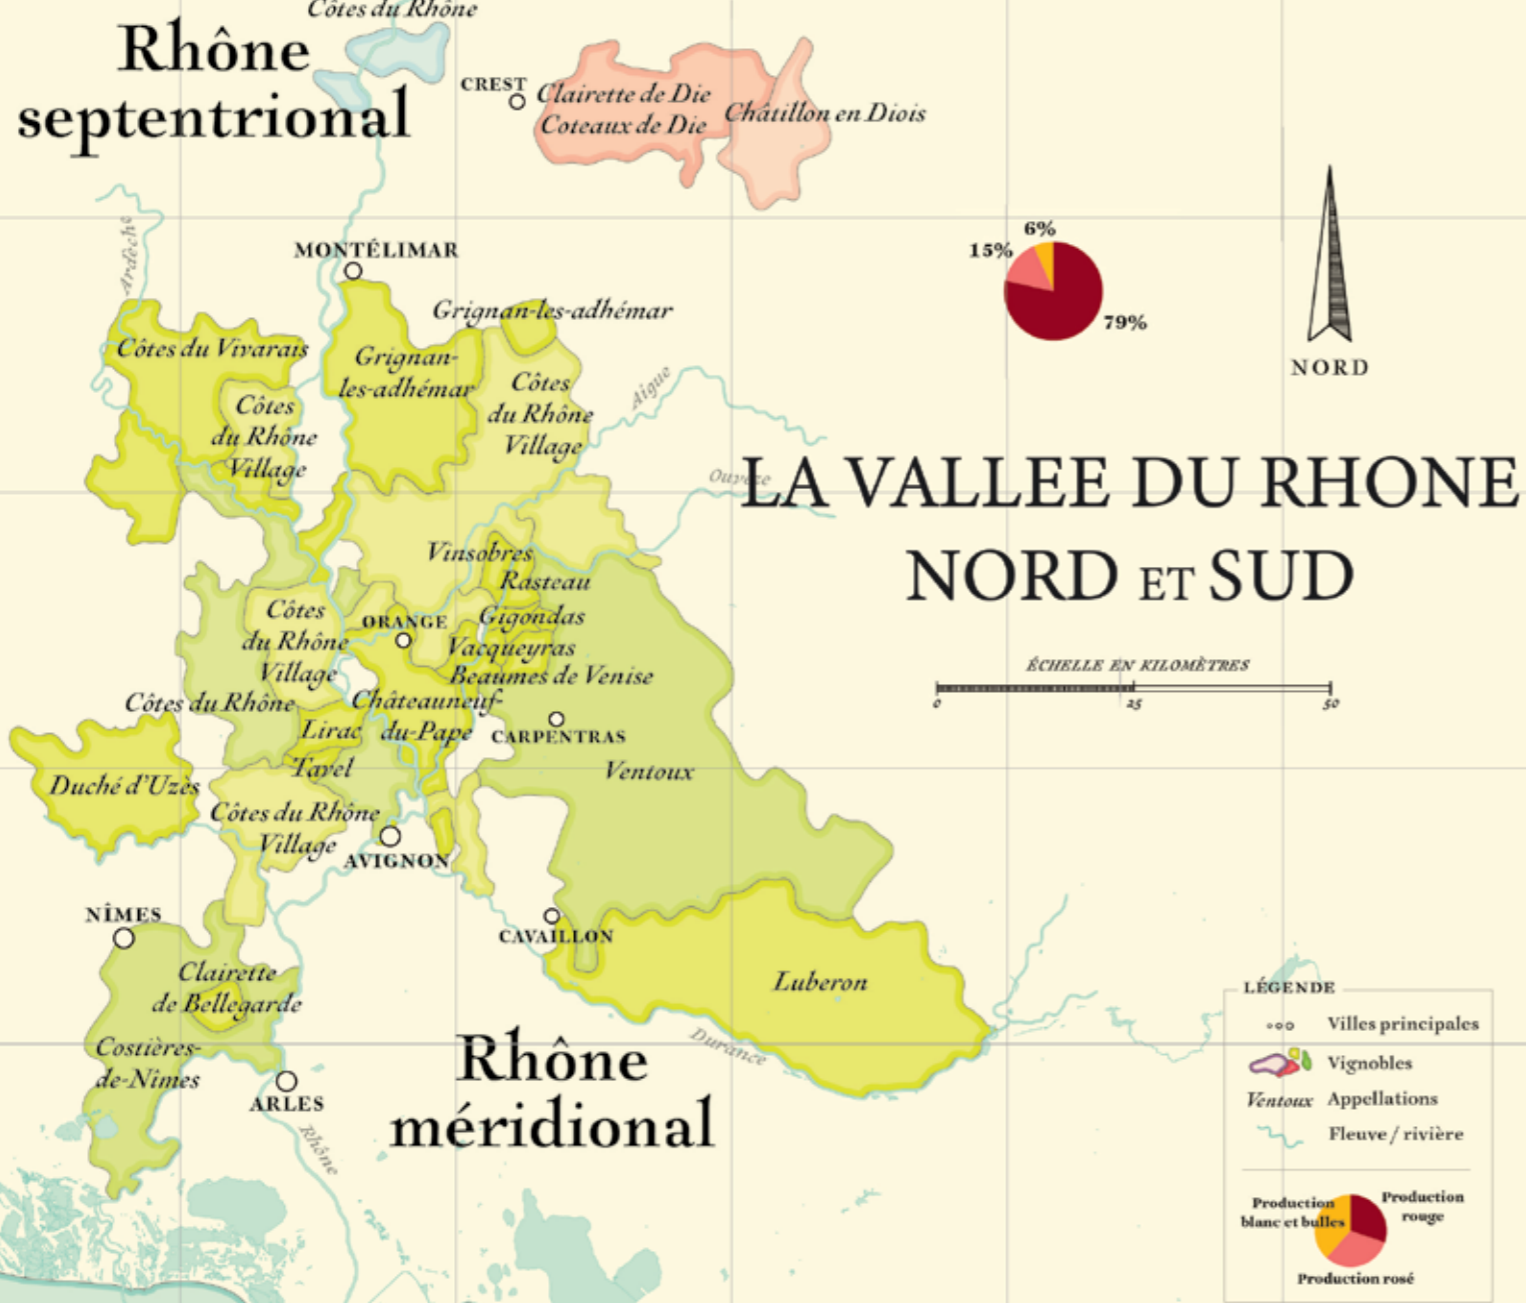 Côtes du Rhône
Rhône
septentrional
CREST
Clairette de Die
Coteaux de Die
Châtillon en Diois
Ardèche
MONTÉLIMAR
6%
15%
79%
NORD
Grignan-les-adhémar
Côtes du Vivarais
Grignan-
les-adhémar
Côtes
du Rhône
Village
Aigue
Côtes
du Rhône
Village
Ouvèze
LA VALLEE DU RHONE
NORD ET SUD
Vinsobres
Rasteau
Côtes
du Rhône
Village
ORANGE
Gigondas
Vacqueyras
Beaumes de Venise
ÉCHELLE EN KILOMÈTRES
0 25 50
Côtes du Rhône
Châteauneuf-
du-Pape
Lirac
CARPENTRAS
Tavel
Ventoux
Duché d'Uzès
Côtes du Rhône
Village
AVIGNON
NÎMES
CAVAILLON
Clairette
de Bellegarde
Luberon
Costières-
de-Nîmes
Durance
Rhône
méridional
ARLES
Rhône
LÉGENDE
Villes principales
Vignobles
Ventoux Appellations
Fleuve / rivière
Production
blanc et bulles
Production
rouge
Production rosé